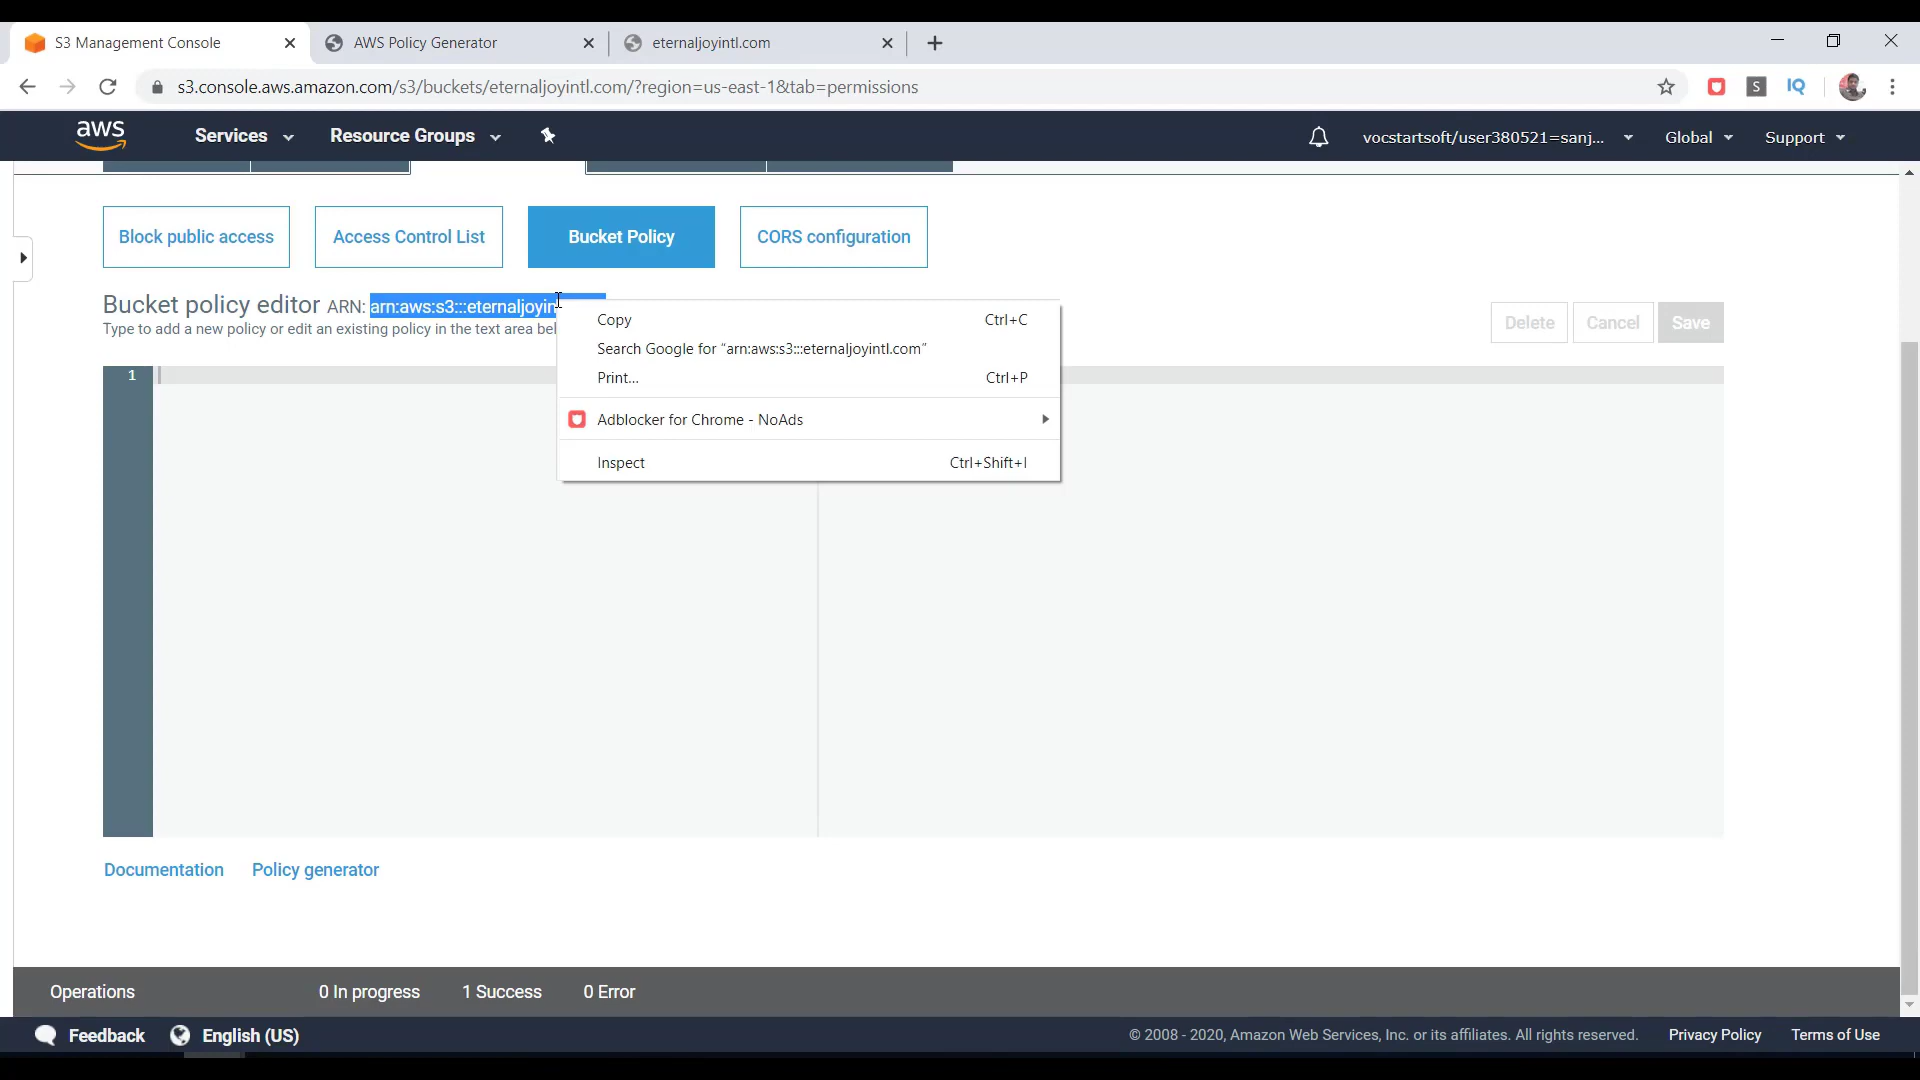 S3 Management Console
AWS Policy Generator
eternaljoyintl.com
s3.console.aws.amazon.com/s3/buckets/eternaljoyintl.com/?region=us-east-1&tab=permissions
S
IQ
aws
Services
Resource Groups
vocstartsoft/user380521=sanj...
Global
Support
Block public access
Access Control List
Bucket Policy
CORS configuration
Bucket policy editor ARN: arn:aws:s3:::eternaljoyin
Type to add a new policy or edit an existing policy in the text area bel
Delete
Cancel
Save
Copy Ctrl+C
Search Google for “arn:aws:s3:::eternaljoyintl.com”
Print... Ctrl+P
Adblocker for Chrome - NoAds
Inspect Ctrl+Shift+I
1
Documentation
Policy generator
Operations
0 In progress
1 Success
0 Error
Feedback
English (US)
© 2008 - 2020, Amazon Web Services, Inc. or its affiliates. All rights reserved.
Privacy Policy
Terms of Use